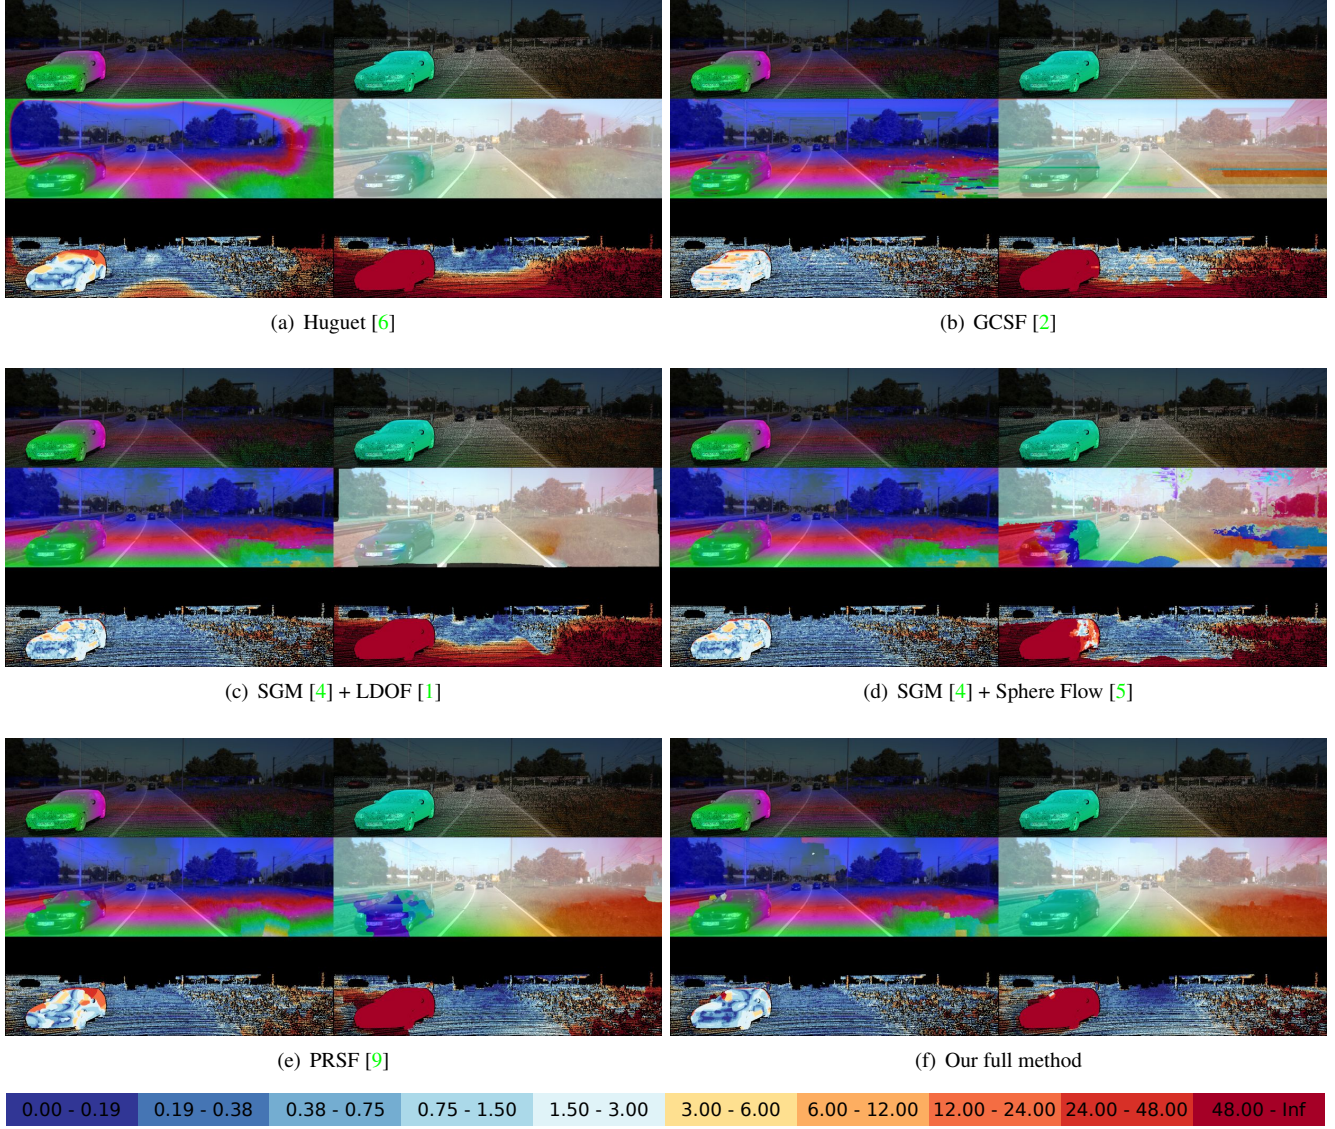 (a) Huguet [6]
(b) GCSF [2]
(c) SGM [4] + LDOF [1]
(d) SGM [4] + Sphere Flow [5]
(e) PRSF [9]
(f) Our full method
0.00 - 0.19 0.19 - 0.38 0.38 - 0.75 0.75 - 1.50 1.50 - 3.00 3.00 - 6.00 6.00 - 12.00 12.00 - 24.00 24.00 - 48.00 48.00 - Inf